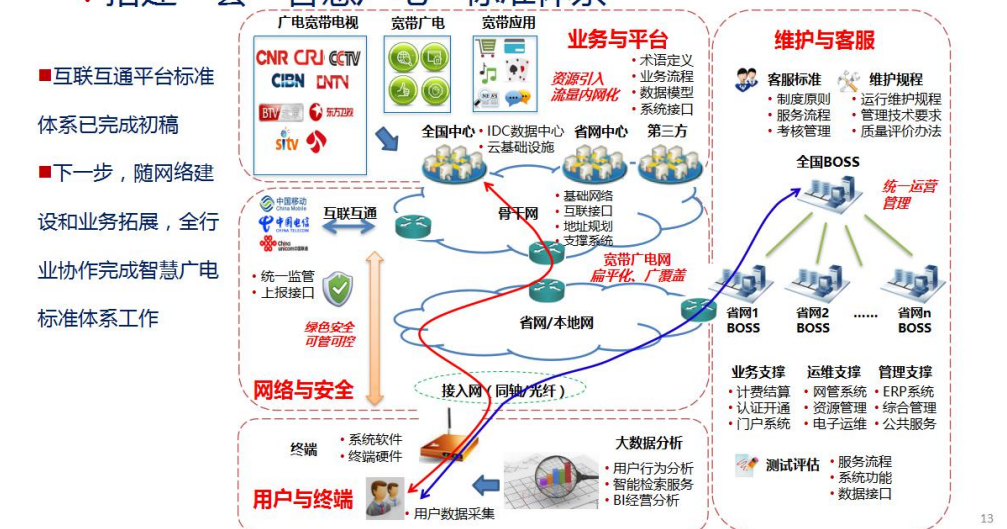 ■互联互通平台标准
体系已完成初稿
■下一步，随网络建
设和业务拓展，全行
业协作完成智慧广电
标准体系工作
广电宽带电视
宽带广电
宽带应用
CNR CRI CCTV
CIBN CNTV
BTV 东方卫视
sitv
NEWS
业务与平台
资源引入
流量内网化
• 术语定义
• 业务流程
• 数据模型
• 系统接口
全国中心
• IDC数据中心
• 云基础设施
省网中心
第三方
中国移动
China Mobile
中国电信
CHINA TELECOM
China
unicom中国联通
互联互通
骨干网
• 基础网络
• 互联接口
• 地址规划
• 支撑系统
宽带广电网
扁平化、广覆盖
• 统一监管
• 上报接口
绿色安全
可管可控
省网/本地网
网络与安全
接入网（同轴/光纤）
终端
• 系统软件
• 终端硬件
大数据分析
• 用户行为分析
• 智能检索服务
• BI经营分析
用户与终端
• 用户数据采集
维护与客服
客服标准
• 制度原则
• 服务流程
• 考核管理
维护规程
• 运行维护规程
• 管理技术要求
• 质量评价办法
全国BOSS
统一运营
管理
省网1
BOSS
省网2
BOSS
……
省网n
BOSS
业务支撑
• 计费结算
• 认证开通
• 门户系统
运维支撑
• 网管系统
• 资源管理
• 电子运维
管理支撑
• ERP系统
• 综合管理
• 公共服务
测试评估
• 服务流程
• 系统功能
• 数据接口
13